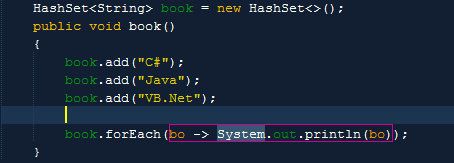 HashSet<String> book = new HashSet<>();
public void book()
{
book.add("C#");
book.add("Java");
book.add("VB.Net");
book.forEach(bo -> System.out.println(bo));
}